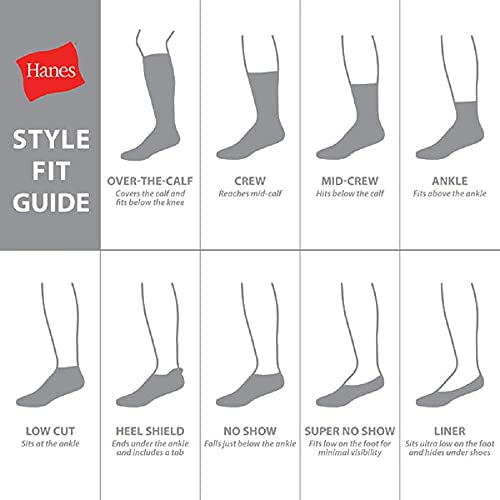 Hanes
STYLE
FIT
GUIDE
OVER-THE-CALF
Covers the calf and
fits below the knee
CREW
Reaches mid-calf
MID-CREW
Hits below the calf
ANKLE
Fits above the ankle
LOW CUT
Sits at the ankle
HEEL SHIELD
Ends under the ankle
and includes a tab
NO SHOW
Falls just below the ankle
SUPER NO SHOW
Fits low on the foot for
minimal visibility
LINER
Sits ultra low on the foot
and hides under shoes